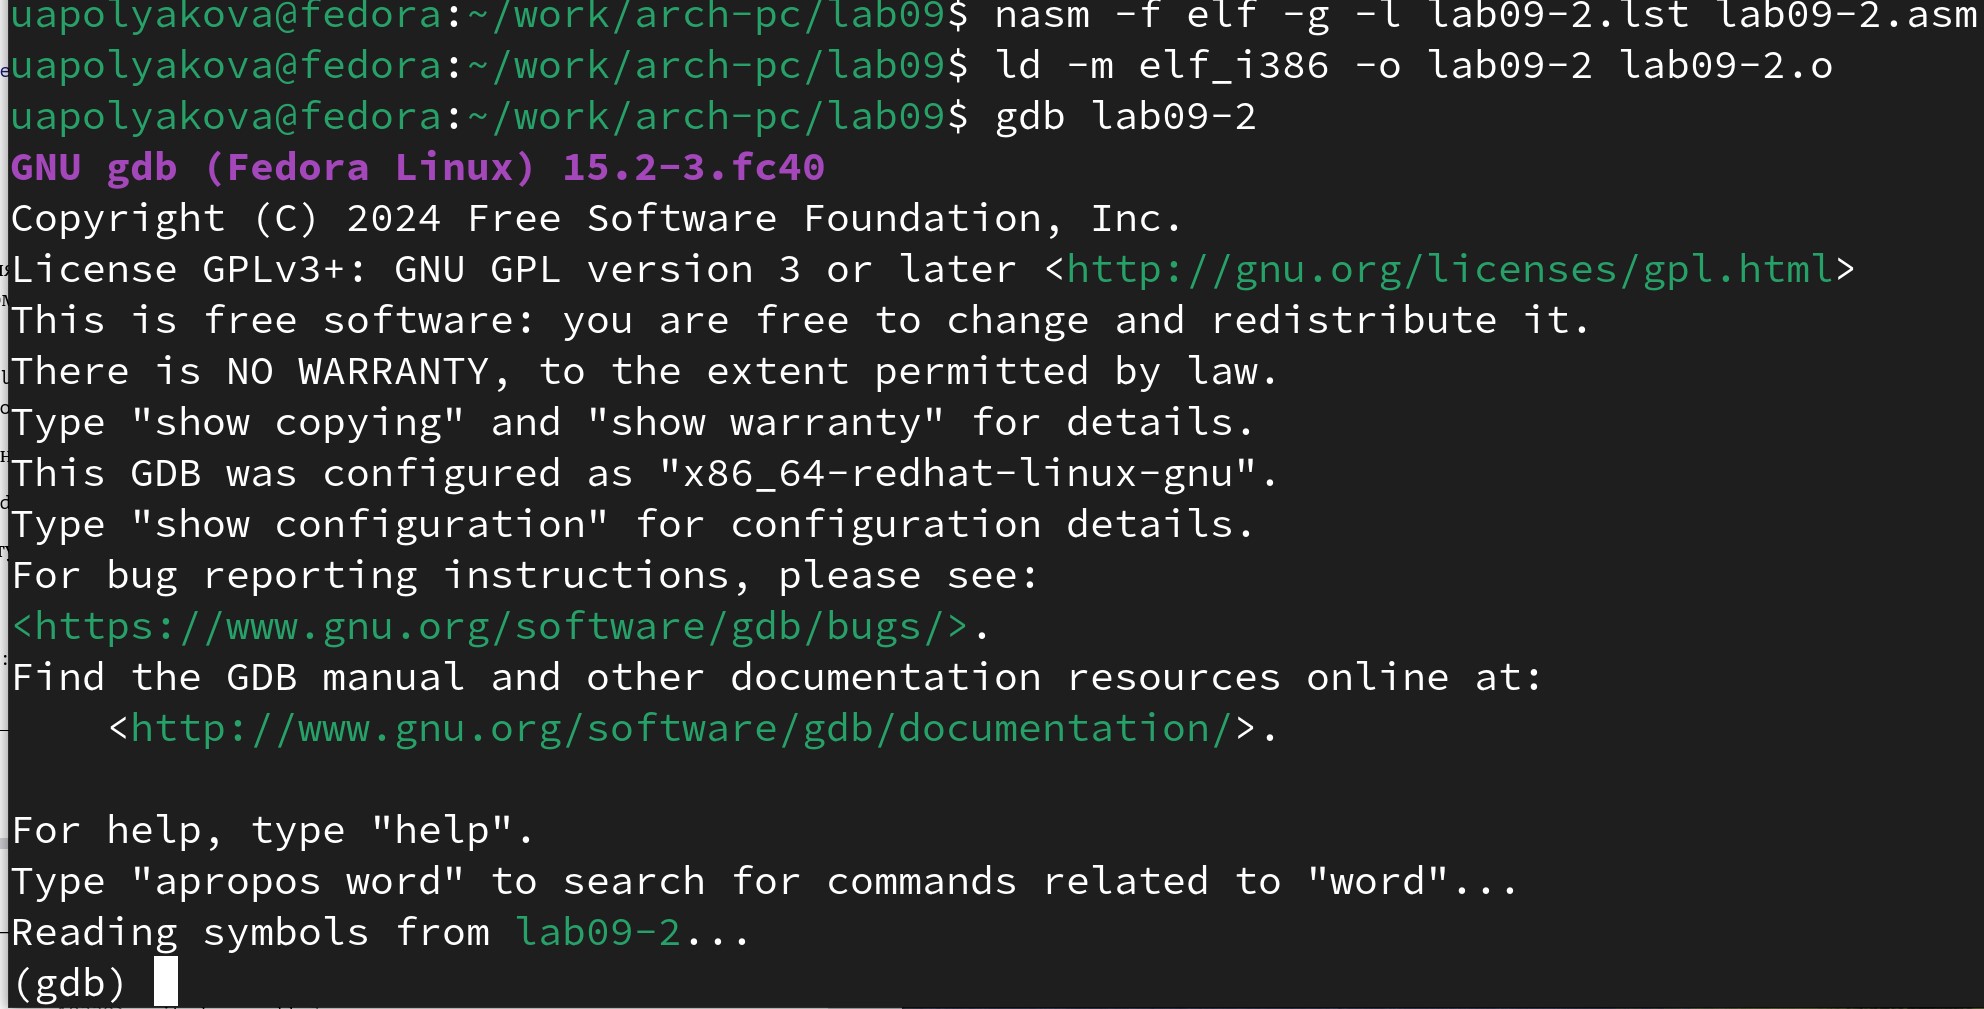 uapolyakova@fedora:~/work/arch-pc/lab09$ nasm -f elf -g -l lab09-2.lst lab09-2.asm
uapolyakova@fedora:~/work/arch-pc/lab09$ ld -m elf_i386 -o lab09-2 lab09-2.o
uapolyakova@fedora:~/work/arch-pc/lab09$ gdb lab09-2
GNU gdb (Fedora Linux) 15.2-3.fc40
Copyright (C) 2024 Free Software Foundation, Inc.
License GPLv3+: GNU GPL version 3 or later <http://gnu.org/licenses/gpl.html>
This is free software: you are free to change and redistribute it.
There is NO WARRANTY, to the extent permitted by law.
Type "show copying" and "show warranty" for details.
This GDB was configured as "x86_64-redhat-linux-gnu".
Type "show configuration" for configuration details.
For bug reporting instructions, please see:
<https://www.gnu.org/software/gdb/bugs/>.
Find the GDB manual and other documentation resources online at:
    <http://www.gnu.org/software/gdb/documentation/>.

For help, type "help".
Type "apropos word" to search for commands related to "word"...
Reading symbols from lab09-2...
(gdb)